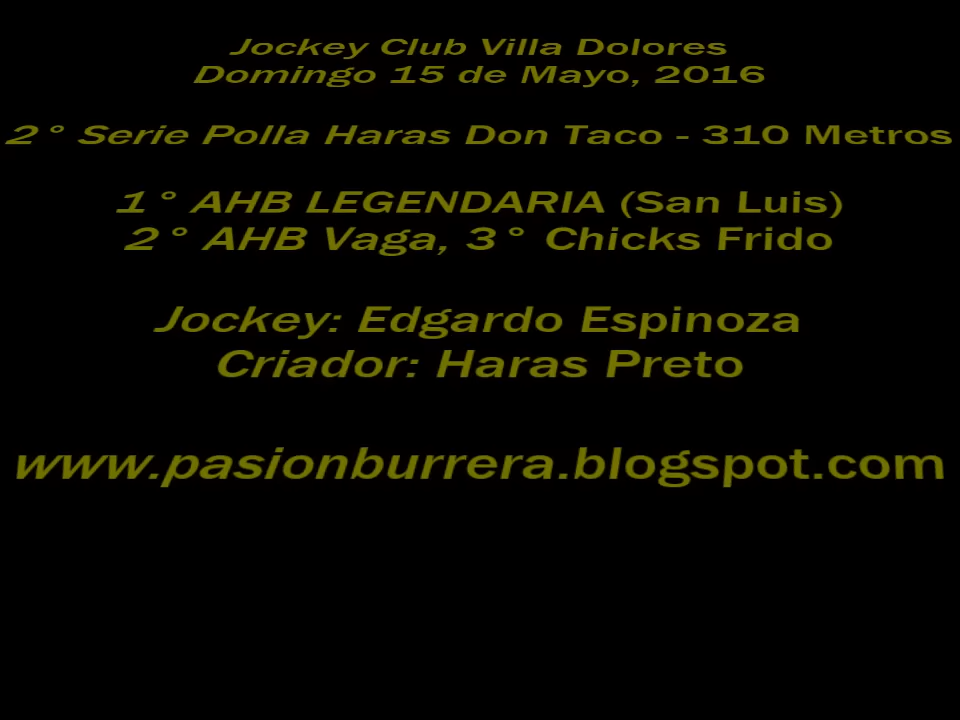 Jockey Club Villa Dolores
Domingo 15 de Mayo, 2016
2° Serie Polla Haras Don Taco - 310 Metros
1° AHB LEGENDARIA (San Luis)
2° AHB Vaga, 3° Chicks Frido
Jockey: Edgardo Espinoza
Criador: Haras Preto
www.pasionburrera.blogspot.com